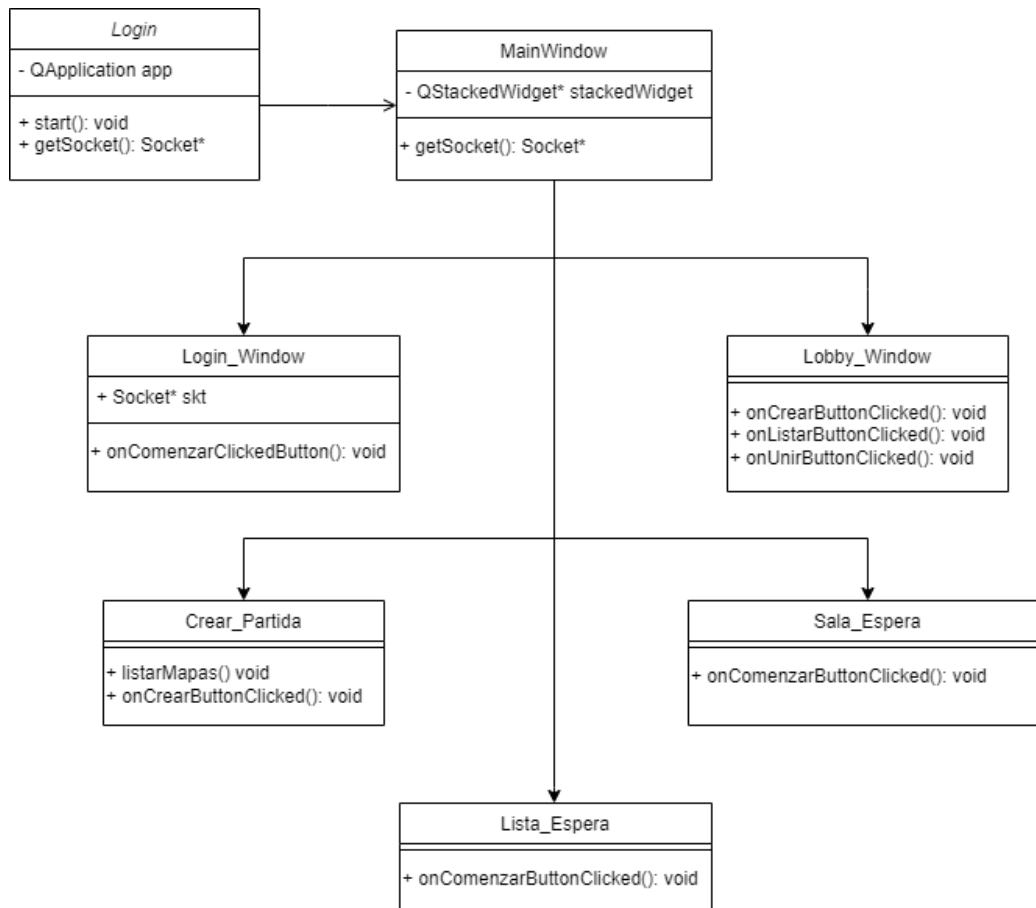 Login
- QApplication app
+ start(): void
+ getSocket(): Socket*
MainWindow
- QStackedWidget* stackedWidget
+ getSocket(): Socket*
Login_Window
+ Socket* skt
+ onComenzarClickedButton(): void
Lobby_Window
+ onCrearButtonClicked(): void
+ onListarButtonClicked(): void
+ onUnirButtonClicked(): void
Crear_Partida
+ listarMapas() void
+ onCrearButtonClicked(): void
Sala_Espera
+ onComenzarButtonClicked(): void
Lista_Espera
+ onComenzarButtonClicked(): void